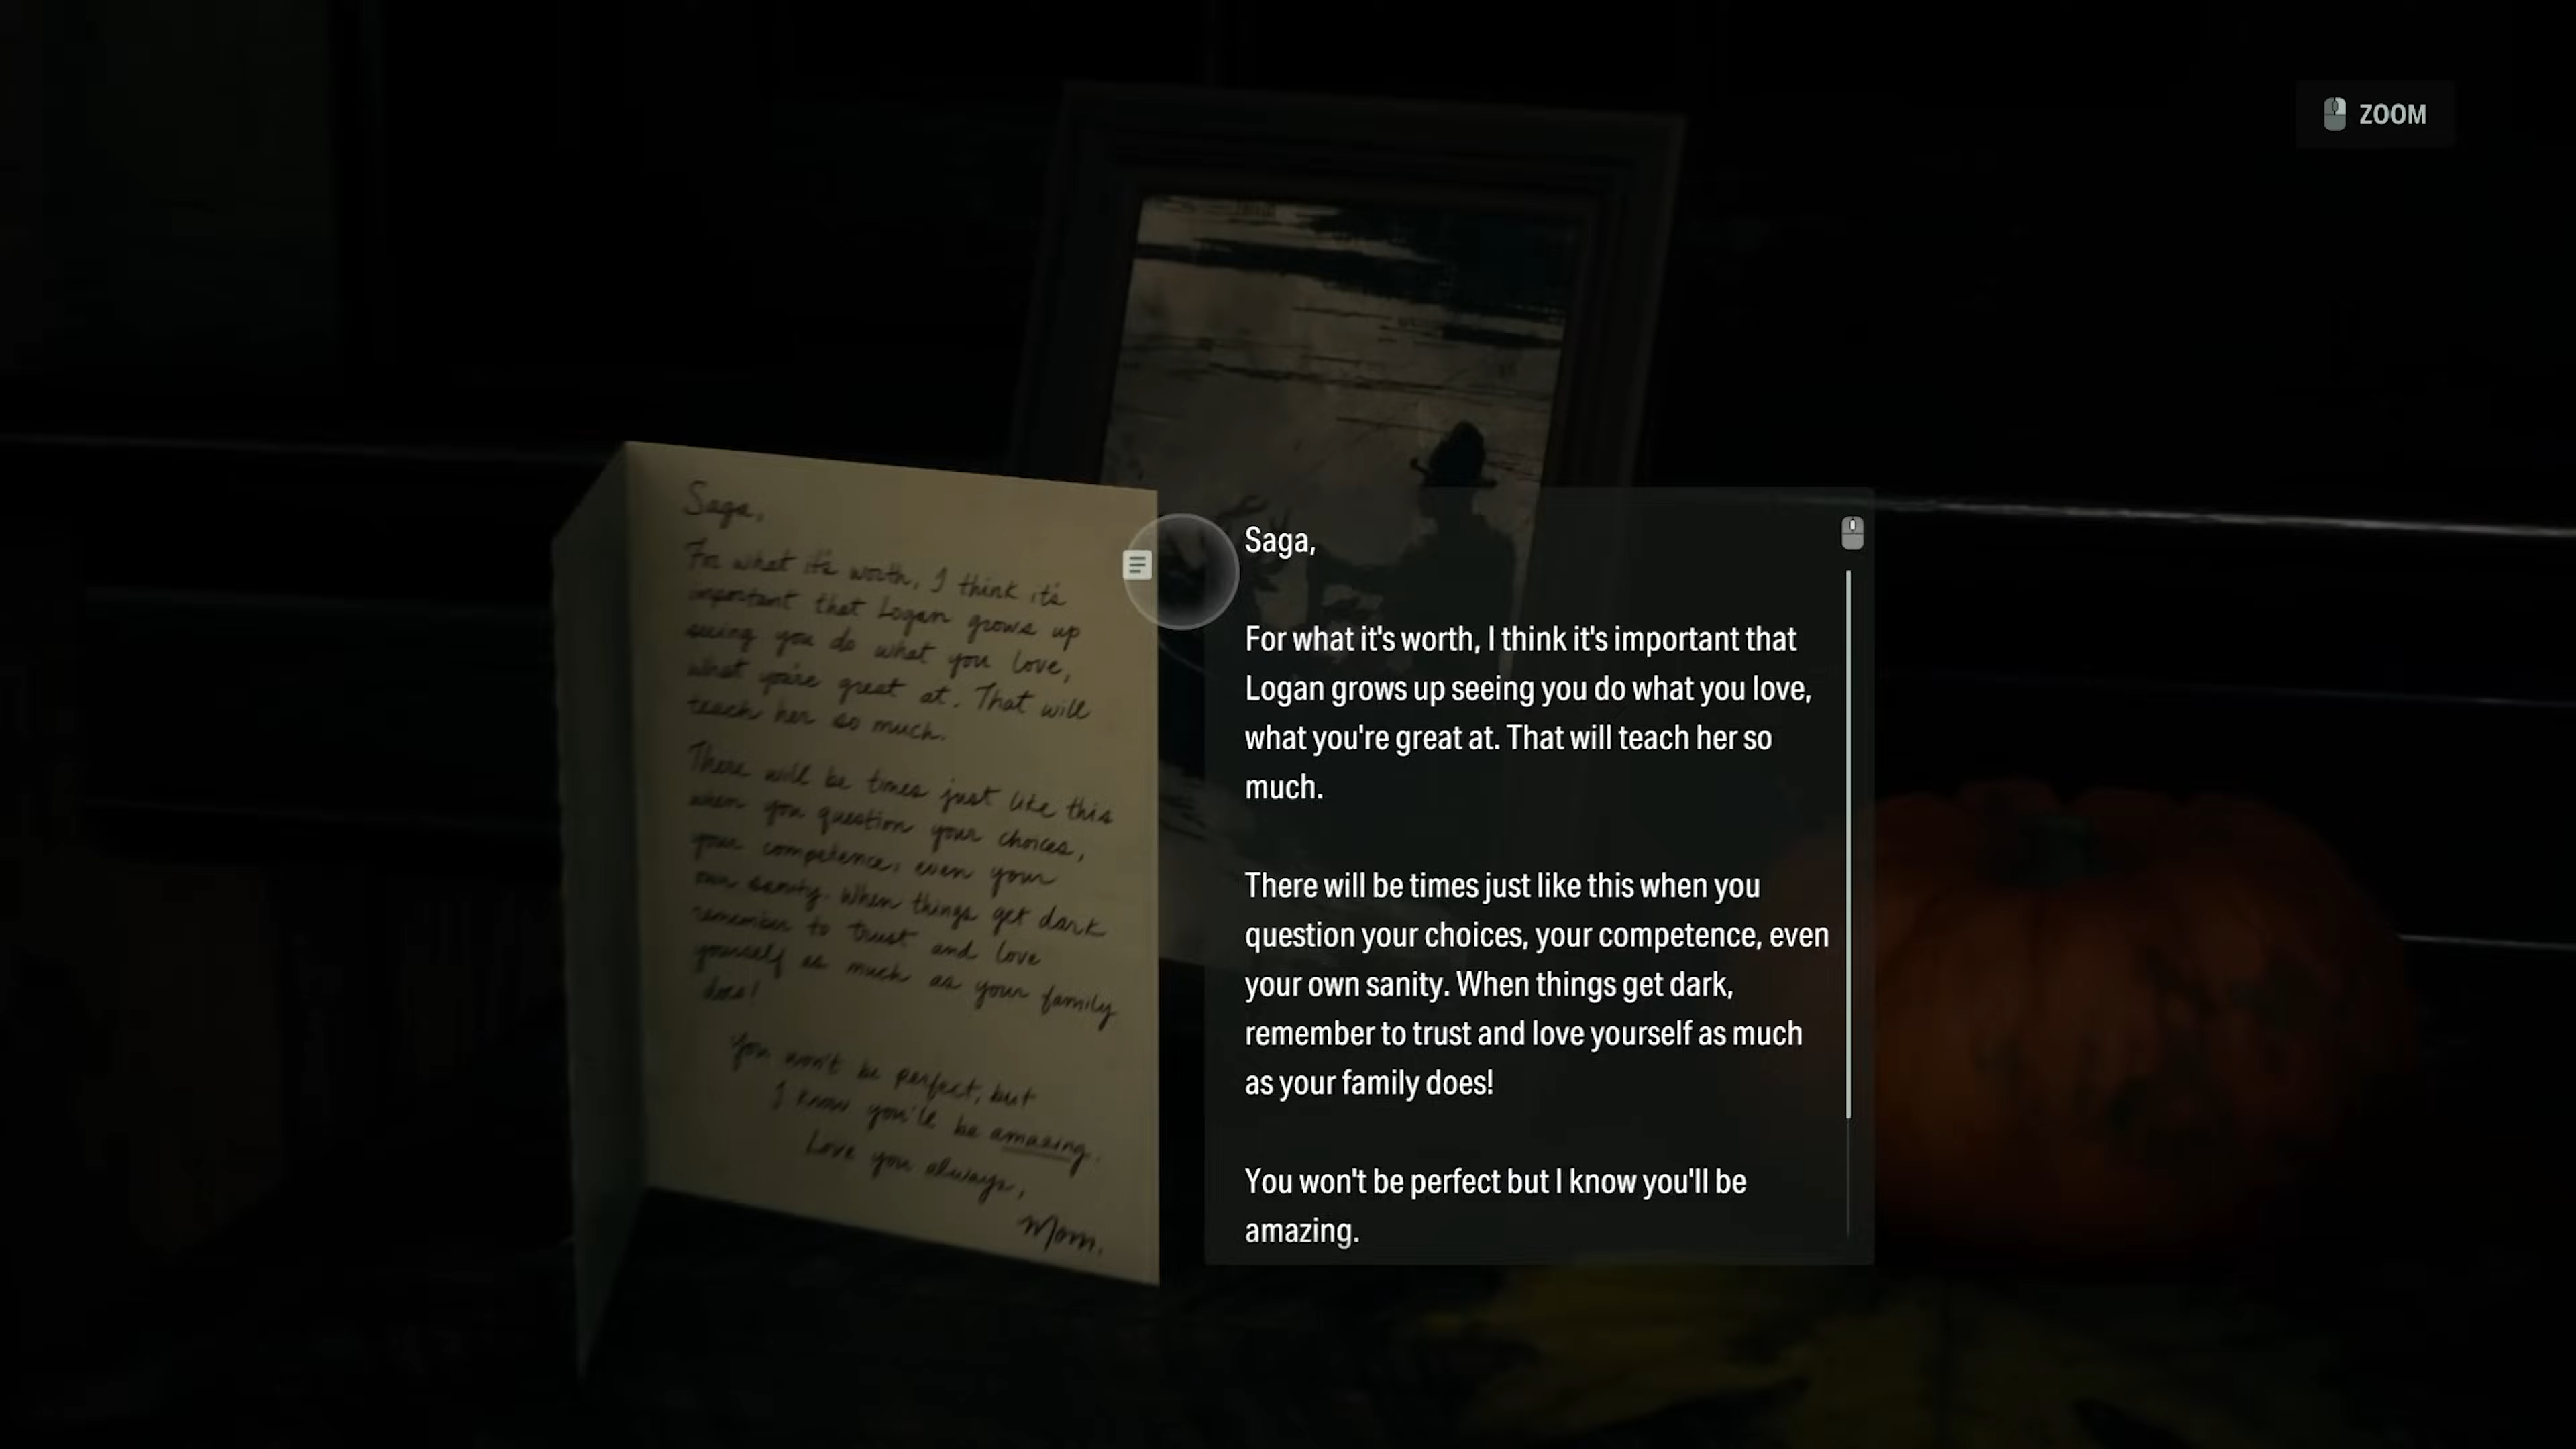 ZOOM
Saga,
For what it's worth, I think it's
important that Logan grows up
seeing you do what you love,
what you're great at. That will
teach her so much.
There will be times just like this
when you question your choices,
your competence, even your
own sanity. When things get dark
remember to trust and love
yourself as much as your family
does!
You won't be perfect, but
I know you'll be amazing.
Love you always,
Mom.
Saga,
For what it's worth, I think it's important that
Logan grows up seeing you do what you love,
what you're great at. That will teach her so
much.
There will be times just like this when you
question your choices, your competence, even
your own sanity. When things get dark,
remember to trust and love yourself as much
as your family does!
You won't be perfect but I know you'll be
amazing.